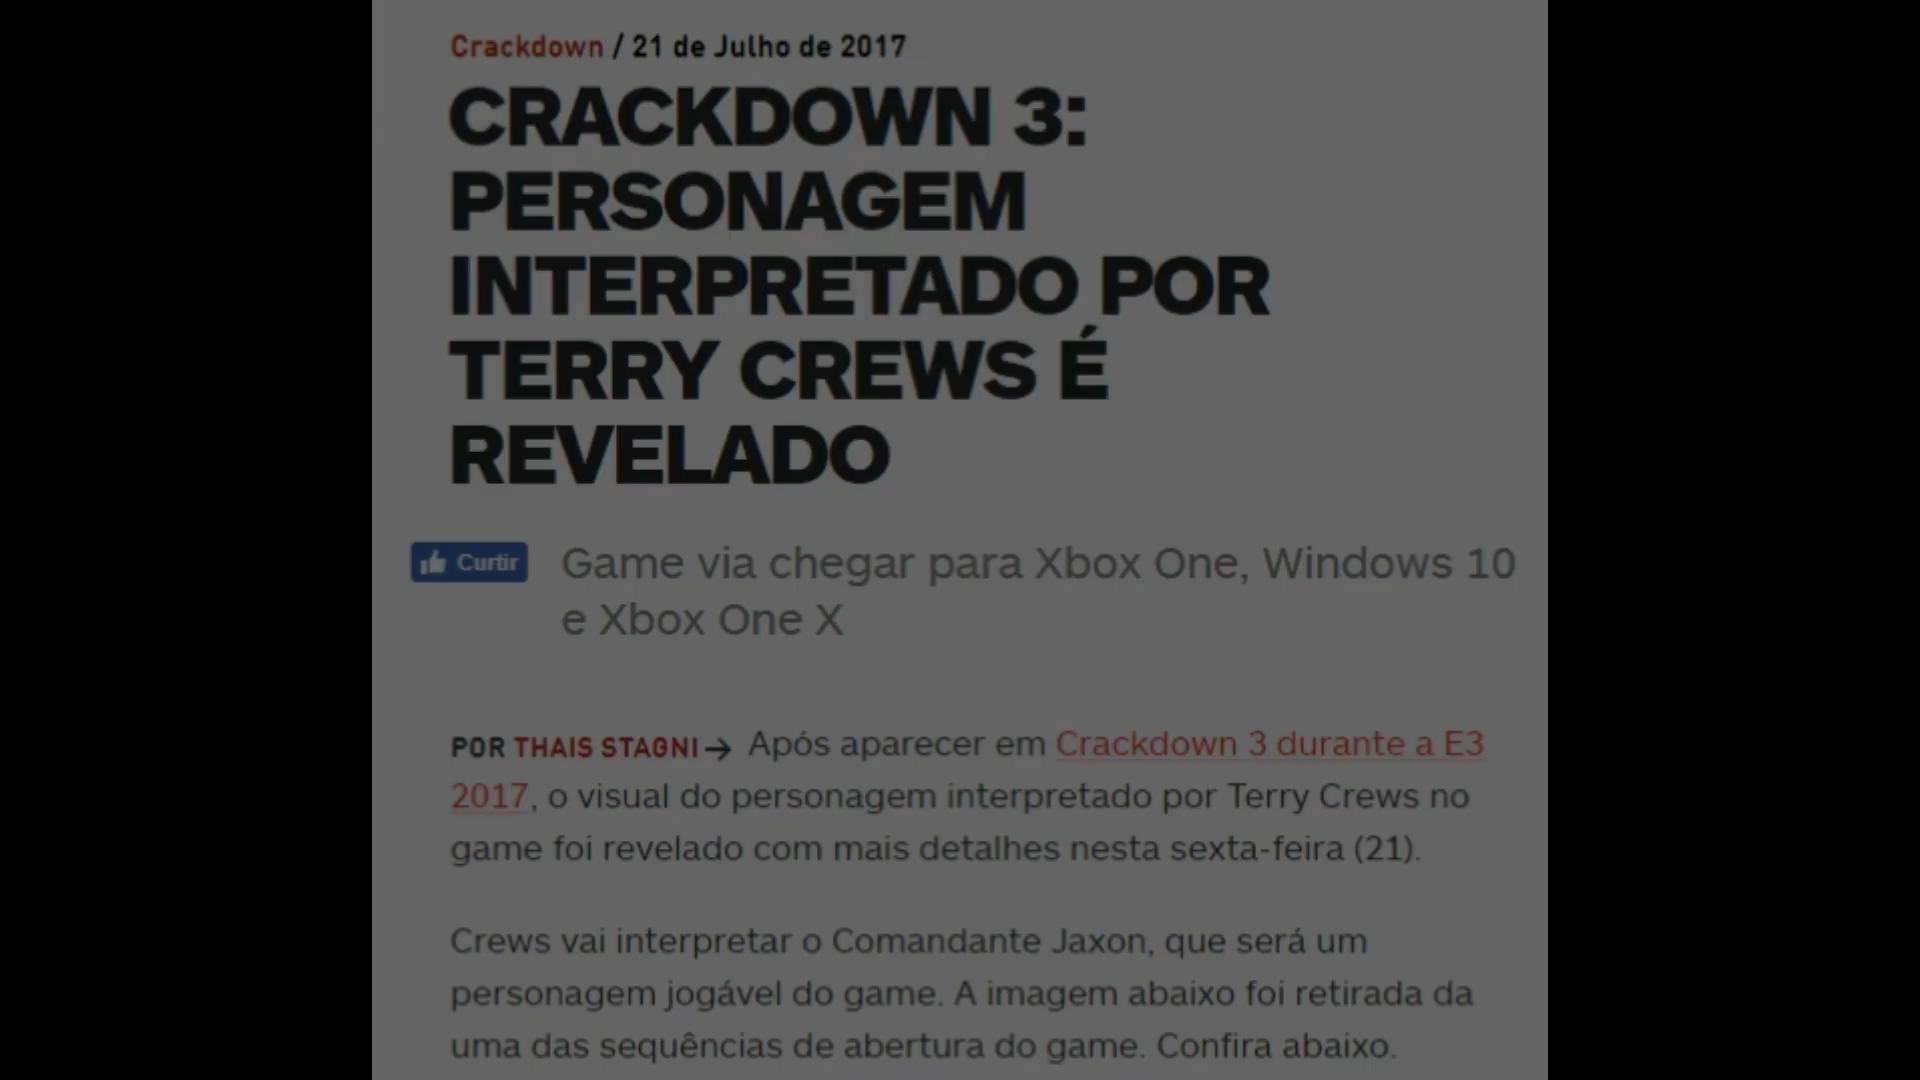 Crackdown / 21 de Julho de 2017
CRACKDOWN 3:
PERSONAGEM
INTERPRETADO POR
TERRY CREWS É
REVELADO
Curtir
Game via chegar para Xbox One, Windows 10
e Xbox One X
POR THAIS STAGNI→ Após aparecer em Crackdown 3 durante a E3
2017, o visual do personagem interpretado por Terry Crews no
game foi revelado com mais detalhes nesta sexta-feira (21).
Crews vai interpretar o Comandante Jaxon, que será um
personagem jogável do game. A imagem abaixo foi retirada da
uma das sequências de abertura do game. Confira abaixo.